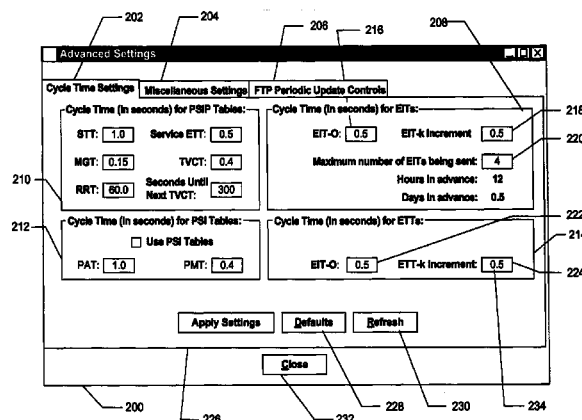 202
204
206
216
208
Advanced Settings
Cycle Time Settings
Miscellaneous Settings
FTP Periodic Update Controls
Cycle Time (in seconds) for PSIP Tables:
STT: 1.0 Service ETT: 0.5
MGT: 0.15 TVCT: 0.4
RRT: 60.0 Seconds Until Next TVCT: 300
Cycle Time (in seconds) for EITs:
EIT-O: 0.5 EIT-k Increment 0.5
Maximum number of EITs being sent: 4
Hours in advance: 12
Days in advance: 0.5
218
220
210
212
Cycle Time (in seconds) for PSI Tables:
Use PSI Tables
PAT: 1.0 PMT: 0.4
Cycle Time (in seconds) for ETTs:
EIT-O: 0.5 ETT-k Increment: 0.5
222
214
224
Apply Settings Defaults Refresh
Close
200
226
232
228
230
234